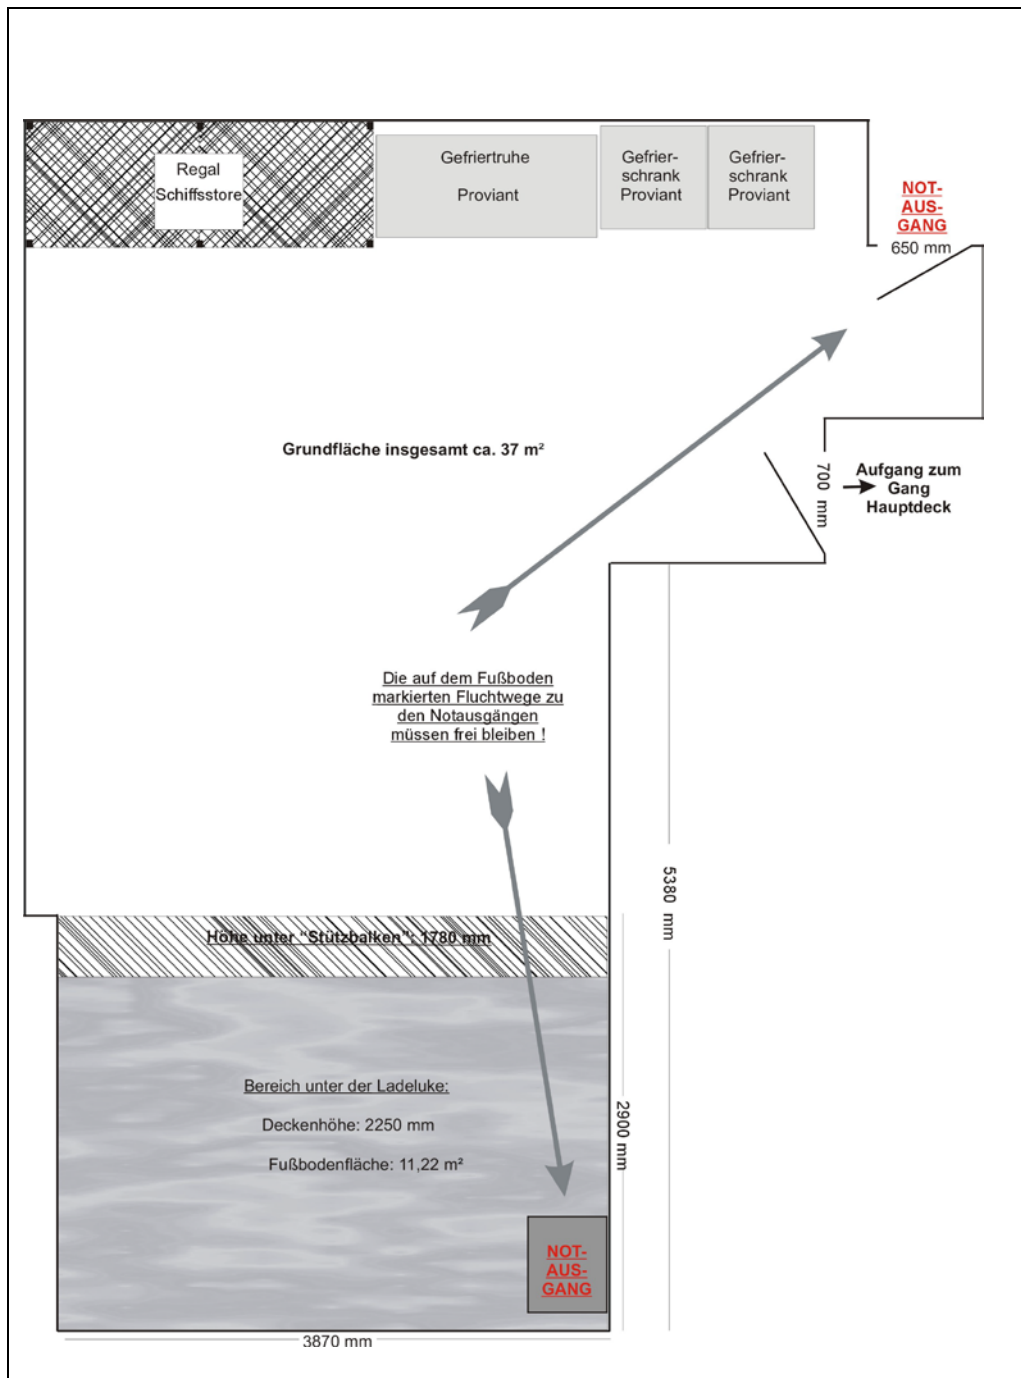 Regal
Schiffsstore
Gefriertruhe
Proviant
Gefrier-
schrank
Proviant
Gefrier-
schrank
Proviant
NOT-
AUS-
GANG
650 mm
Grundfläche insgesamt ca. 37 m²
700 mm
Aufgang zum
Gang
Hauptdeck
Die auf dem Fußboden
markierten Fluchtwege zu
den Notausgängen
müssen frei bleiben !
5380 mm
Höhe unter "Stützbalken": 1780 mm
Bereich unter der Ladeluke:
Deckenhöhe: 2250 mm
Fußbodenfläche: 11,22 m²
2900 mm
NOT-
AUS-
GANG
3870 mm